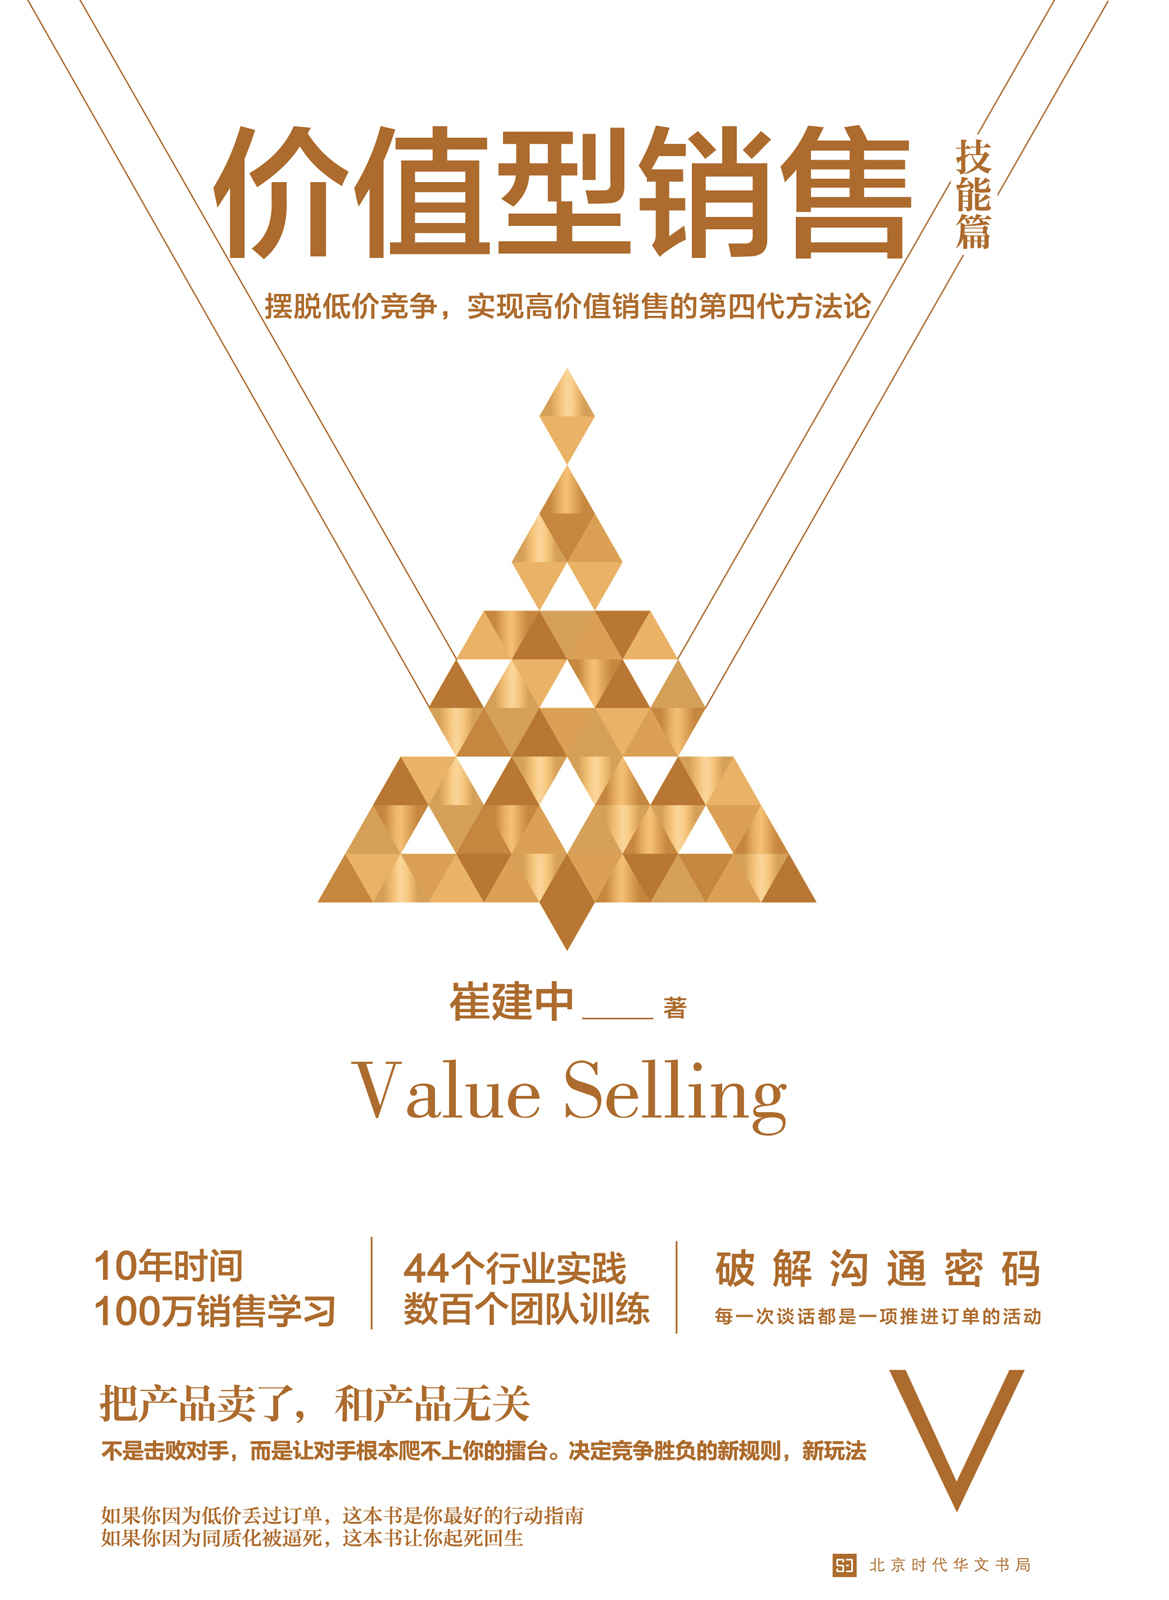 价值型销售
技能篇
摆脱低价竞争，实现高价值销售的第四代方法论
崔建中 著
Value Selling
10年时间
100万销售学习
44个行业实践
数百个团队训练
破解沟通密码
每一次谈话都是一项推进订单的活动
把产品卖了，和产品无关
不是击败对手，而是让对手根本爬不上你的擂台。决定竞争胜负的新规则，新玩法
如果你因为低价丢过订单，这本书是你最好的行动指南
如果你因为同质化被逼死，这本书让你起死回生
V
北京时代华文书局